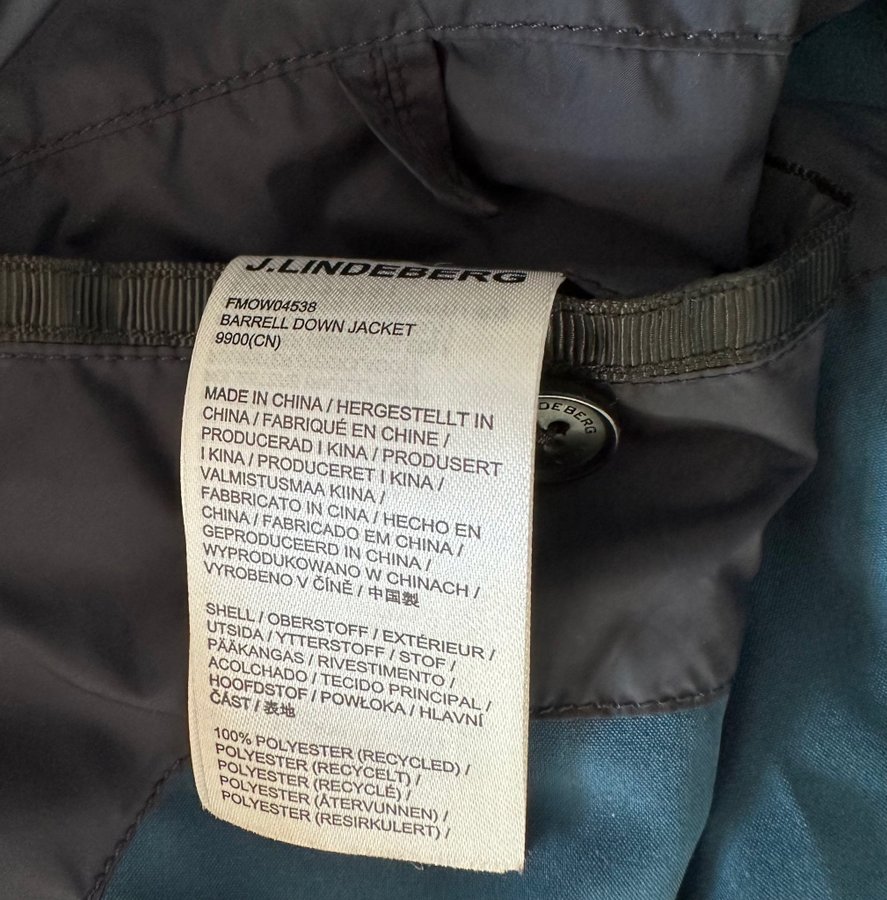 J.LINDEBERG
FMOW04538
BARRELL DOWN JACKET
9900(CN)
MADE IN CHINA / HERGESTELLT IN
CHINA / FABRIQUÉ EN CHINE /
PRODUCERAD I KINA / PRODUSERT
I KINA / PRODUCERET I KINA /
VALMISTUSMAA KIINA /
FABBRICATO IN CINA / HECHO EN
CHINA / FABRICADO EM CHINA /
GEPRODUCEERD IN CHINA /
WYPRODUKOWANO W CHINACH /
VYROBENO V ČÍNĚ / 中国製
SHELL / OBERSTOFF / EXTÉRIEUR /
UTSIDA / YTTERSTOFF / STOF /
PÄÄKANGAS / RIVESTIMENTO /
ACOLCHADO / TECIDO PRINCIPAL /
HOOFDSTOF / POWŁOKA / HLAVNÍ
ČÁST / 表地
100% POLYESTER (RECYCLED) /
POLYESTER (RECYCELT) /
POLYESTER (RECYCLÉ) /
POLYESTER (ÅTERVUNNEN) /
POLYESTER (RESIRKULERT) /
DEBERG